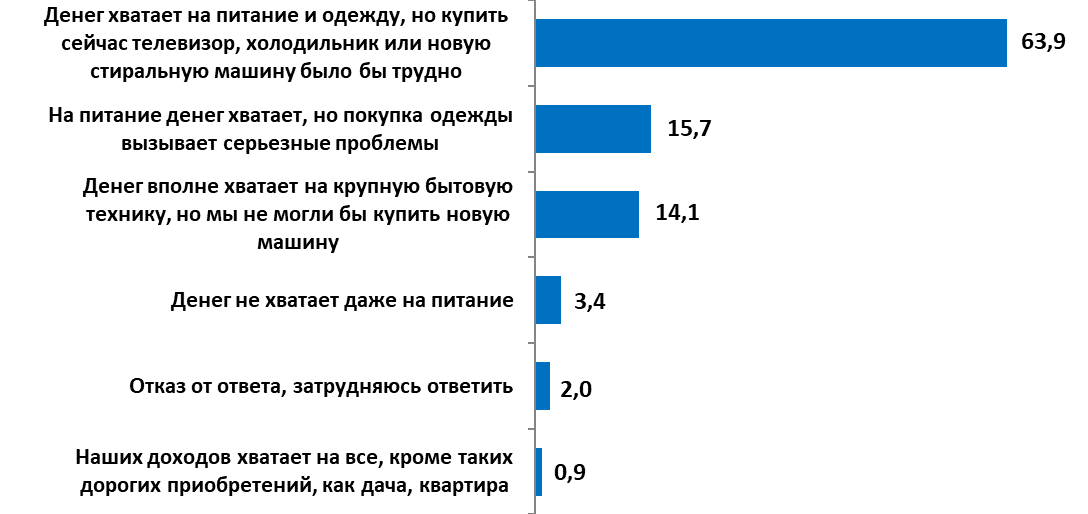 Денег хватает на питание и одежду, но купить
сейчас телевизор, холодильник или новую
стиральную машину было бы трудно
63,9
На питание денег хватает, но покупка одежды
вызывает серьезные проблемы
15,7
Денег вполне хватает на крупную бытовую
технику, но мы не могли бы купить новую
машину
14,1
Денег не хватает даже на питание
3,4
Отказ от ответа, затрудняюсь ответить
2,0
Наших доходов хватает на все, кроме таких
дорогих приобретений, как дача, квартира
0,9